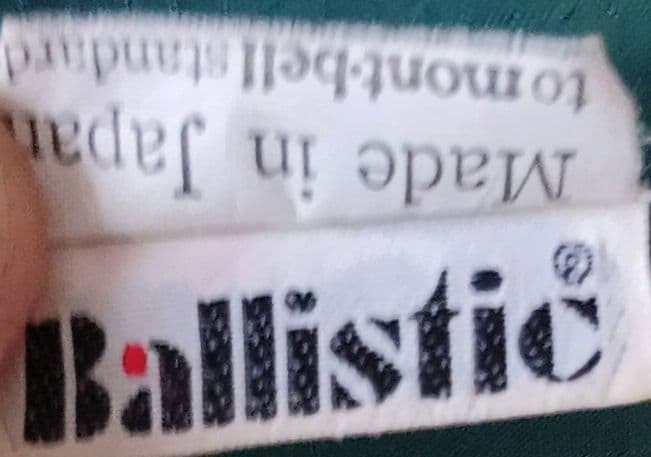 Made in Japan
to mont-bell standard
Ballistic®